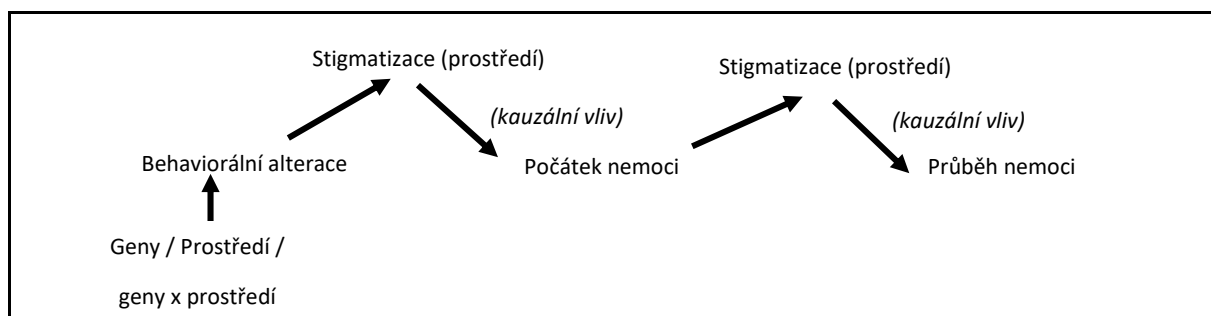 Stigmatizace (prostředí)
Stigmatizace (prostředí)
(kauzální vliv)
(kauzální vliv)
Behaviorální alterace
Počátek nemoci
Průběh nemoci
Geny / Prostředí /
geny x prostředí